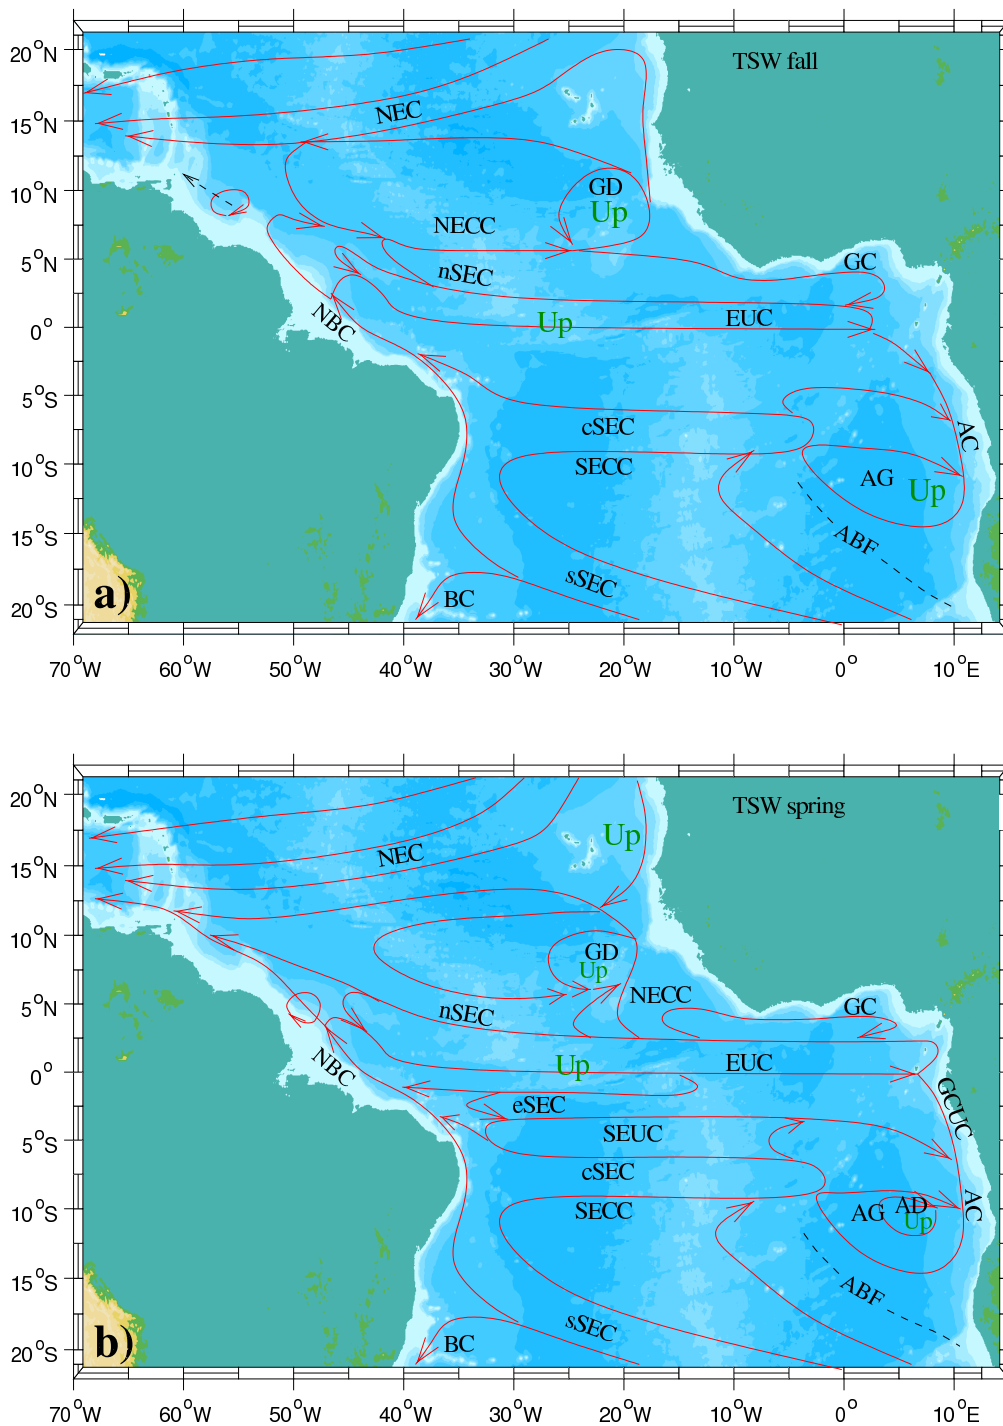 TSW fall
20°N
NEC
15°N
10°N
GD
Up
NECC
5°N
GC
nSEC
0°
NBC
Up
EUC
5°S
cSEC
AC
10°S
SECC
AG
Up
15°S
ABF
20°S
a)
BC
sSEC
70°W 60°W 50°W 40°W 30°W 20°W 10°W 0° 10°E
TSW spring
20°N
Up
15°N
NEC
10°N
GD
Up
NECC
5°N
nSEC
GC
0°
NBC
Up
EUC
eSEC
GCUC
5°S
SEUC
cSEC
10°S
SECC
AG
AD
Up
AC
15°S
ABF
20°S
b)
BC
sSEC
70°W 60°W 50°W 40°W 30°W 20°W 10°W 0° 10°E